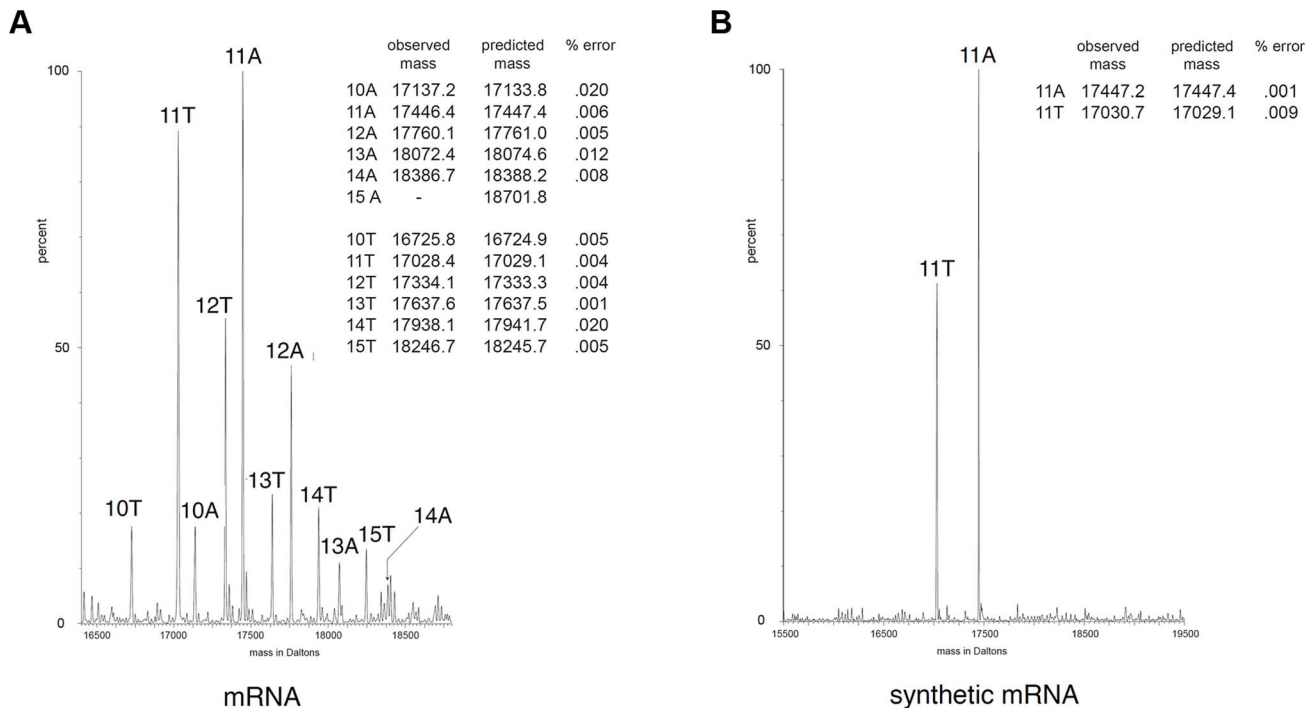 A
observed mass predicted mass % error
10A 17137.2 17133.8 .020
11A 17446.4 17447.4 .006
12A 17760.1 17761.0 .005
13A 18072.4 18074.6 .012
14A 18386.7 18388.2 .008
15 A - 18701.8
10T 16725.8 16724.9 .005
11T 17028.4 17029.1 .004
12T 17334.1 17333.3 .004
13T 17637.6 17637.5 .001
14T 17938.1 17941.7 .020
15T 18246.7 18245.7 .005
100
50
0
percent
11A
11T
12T
12A
10T
10A
13T
14T
13A
15T
14A
16500 17000 17500 18000 18500
mass in Daltons
mRNA
B
observed mass predicted mass % error
11A 17447.2 17447.4 .001
11T 17030.7 17029.1 .009
100
50
0
percent
11A
11T
15500 16500 17500 18500 19500
mass in Daltons
synthetic mRNA